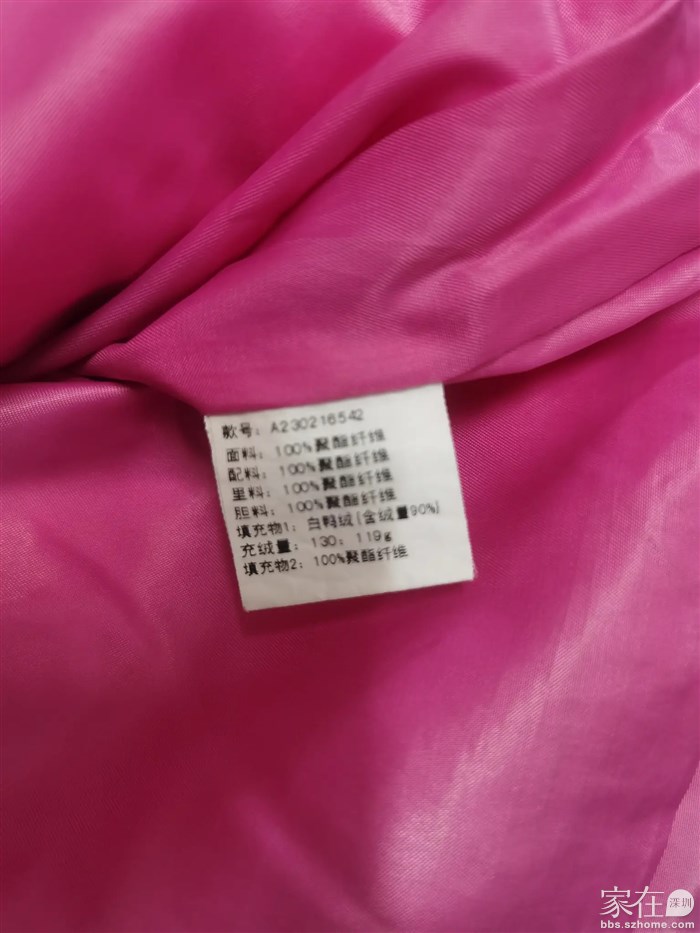 款号: A230216542
面料: 100%聚酯纤维
配料: 100%聚酯纤维
里料: 100%聚酯纤维
胆料: 100%聚酯纤维
填充物1: 白鸭绒(含绒量90%)
充绒量: 130: 119g
填充物2: 100%聚酯纤维
家在深圳
bbs.szhome.com